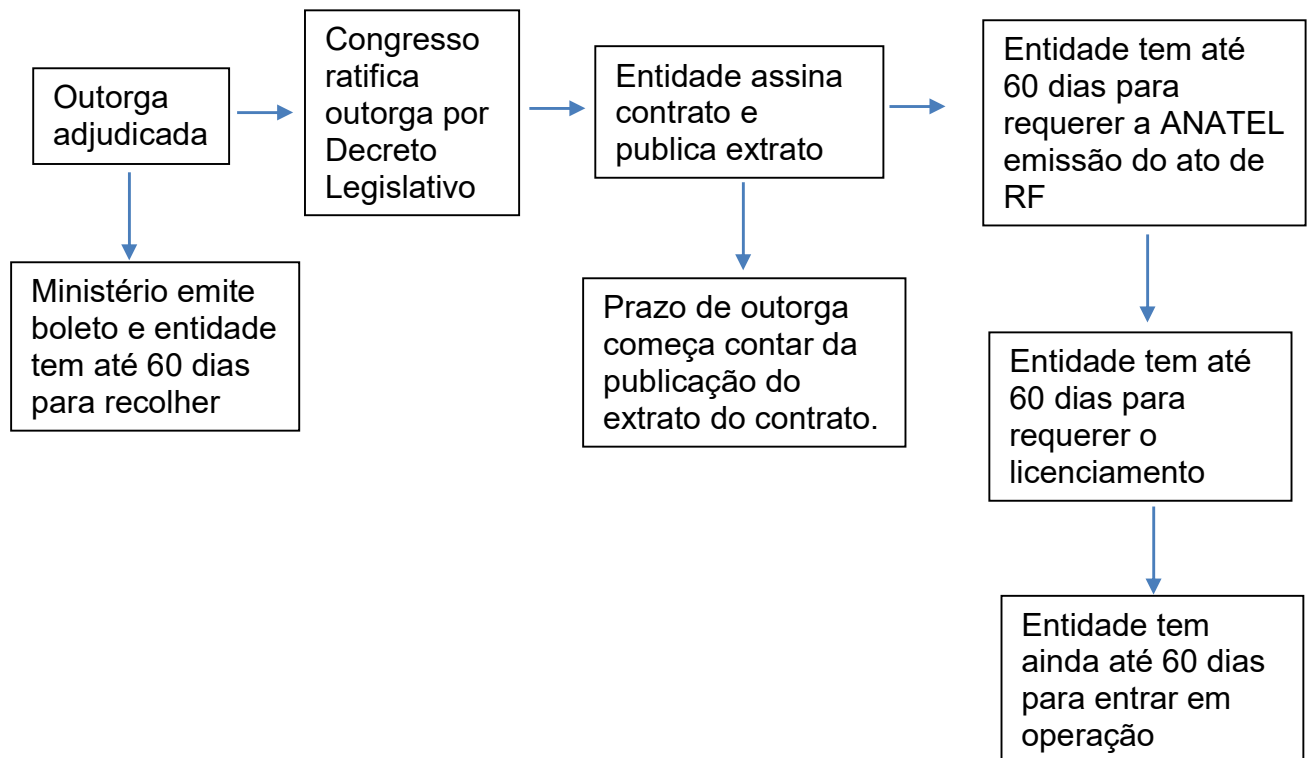 Outorga
adjudicada
Congresso
ratifica
outorga por
Decreto
Legislativo
Entidade assina
contrato e
publica extrato
Entidade tem até
60 dias para
requerer a ANATEL
emissão do ato de
RF
Ministério emite
boleto e entidade
tem até 60 dias
para recolher
Prazo de outorga
começa contar da
publicação do
extrato do contrato.
Entidade tem até
60 dias para
requerer o
licenciamento
Entidade tem
ainda até 60 dias
para entrar em
operação